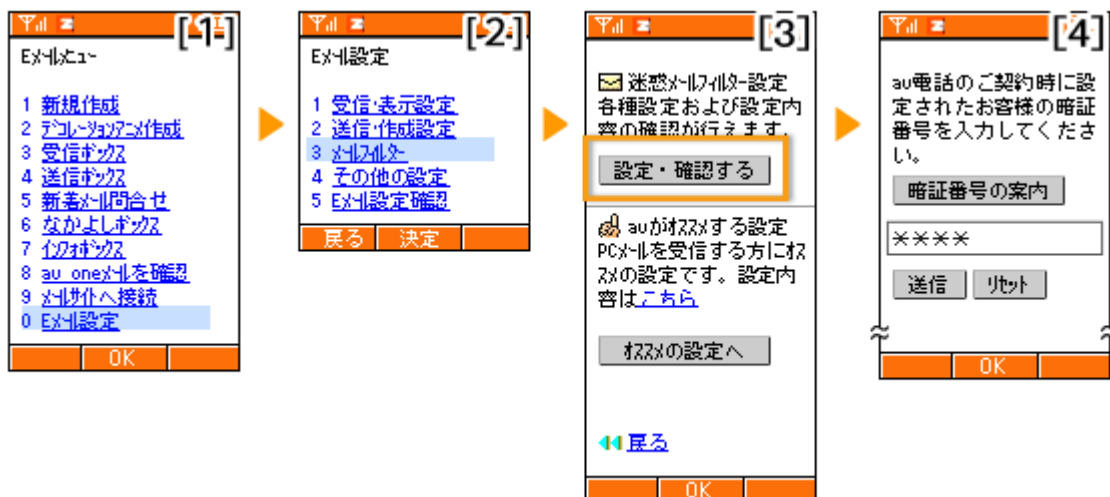 [1]
Eﾒｰﾙﾒﾆｭｰ
1 新規作成
2 ﾃﾞｺﾚｰｼｮﾝｱﾆﾒ作成
3 受信ﾎﾞｯｸｽ
4 送信ﾎﾞｯｸｽ
5 新着ﾒｰﾙ問合せ
6 なかよしﾎﾞｯｸｽ
7 ｲﾝﾌｫﾎﾞｯｸｽ
8 au oneﾒｰﾙを確認
9 ﾒｰﾙｻｲﾄへ接続
0 Eﾒｰﾙ設定
OK
[2]
Eﾒｰﾙ設定
1 受信･表示設定
2 送信･作成設定
3 ﾒｰﾙﾌｨﾙﾀｰ
4 その他の設定
5 Eﾒｰﾙ設定確認
戻る 決定
[3]
迷惑ﾒｰﾙﾌｨﾙﾀｰ設定
各種設定および設定内
容の確認が行えます。
設定・確認する
auがｵｽｽﾒする設定
PCﾒｰﾙを受信する方にｵｽ
ｽﾒの設定です。設定内
容はこちら
ｵｽｽﾒの設定へ
戻る
OK
[4]
au電話のご契約時に設
定されたお客様の暗証
番号を入力してくださ
い。
暗証番号の案内
＊＊＊＊
送信 ﾘｾｯﾄ
OK